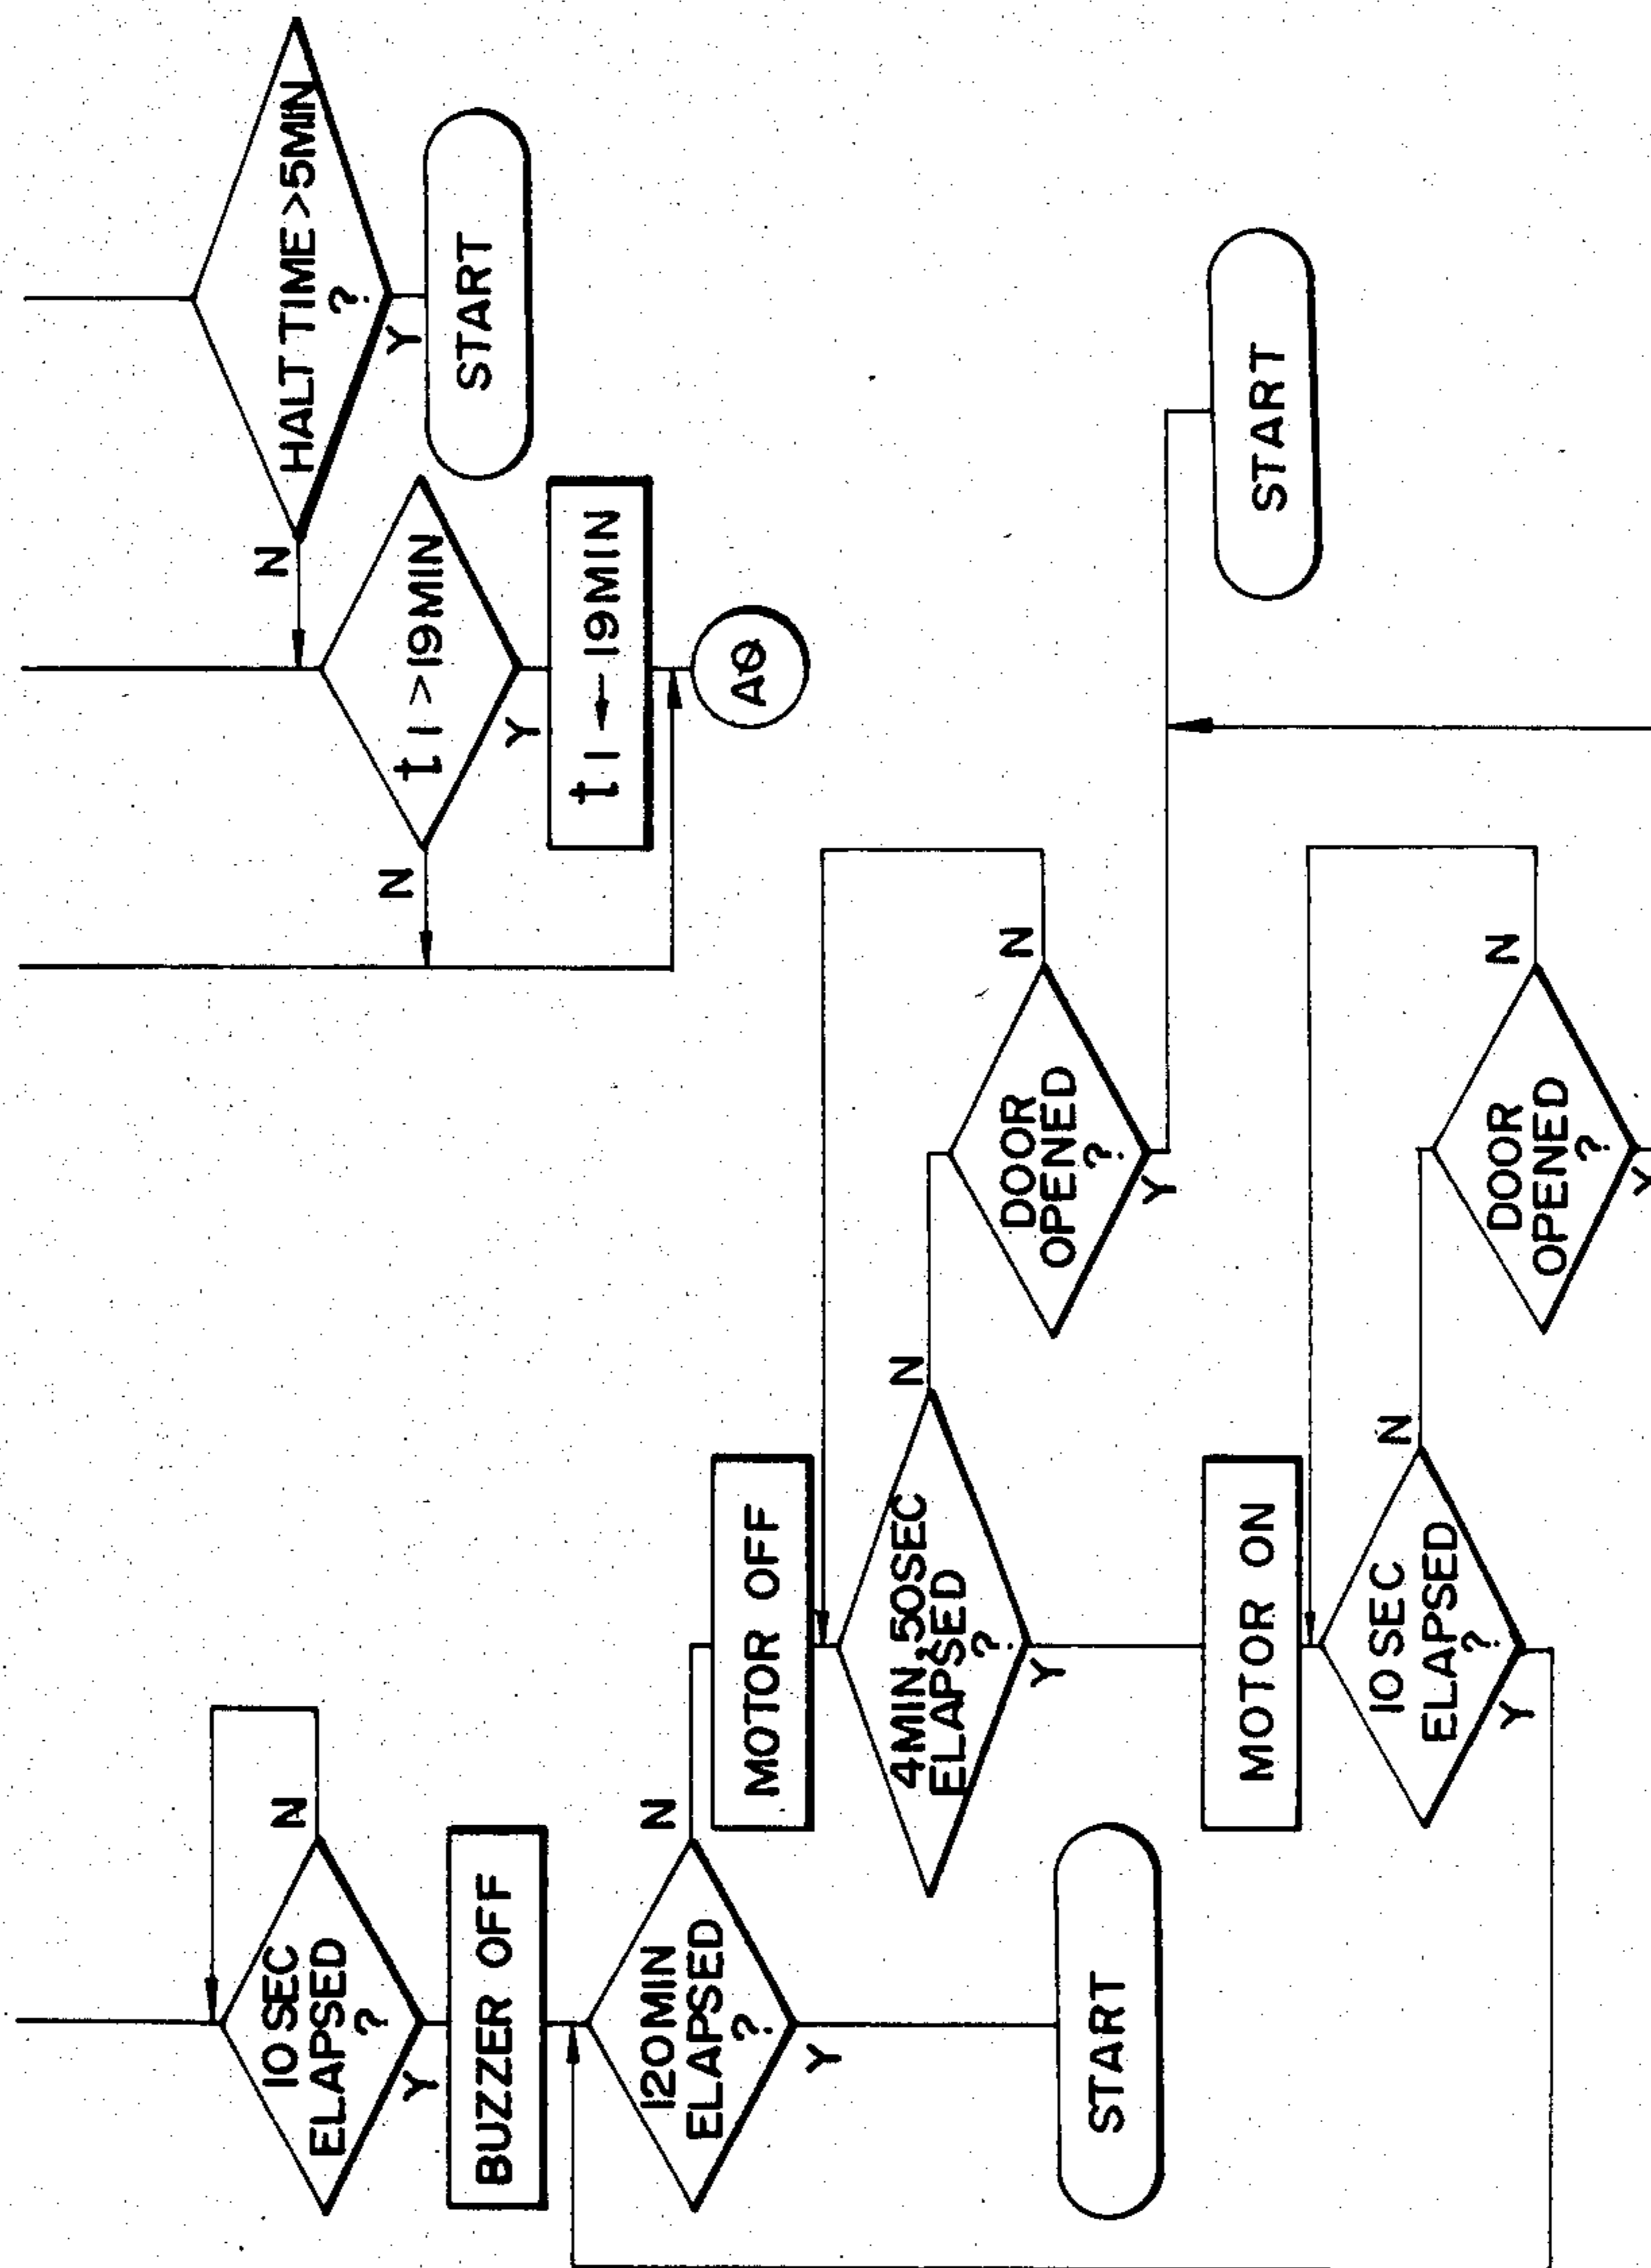 10 SEC
ELAPSED
?
N
Y
BUZZER OFF
120MIN
ELAPSED
?
N
Y
START
MOTOR OFF
4MIN, 50SEC
ELAPSED
?
N
Y
MOTOR ON
10 SEC
ELAPSED
?
N
Y
DOOR
OPENED
?
N
Y
DOOR
OPENED
?
N
Y
HALT TIME >5MIN
?
N
Y
START
t1 >19MIN
N
Y
t1 ← 19MIN
AØ
START